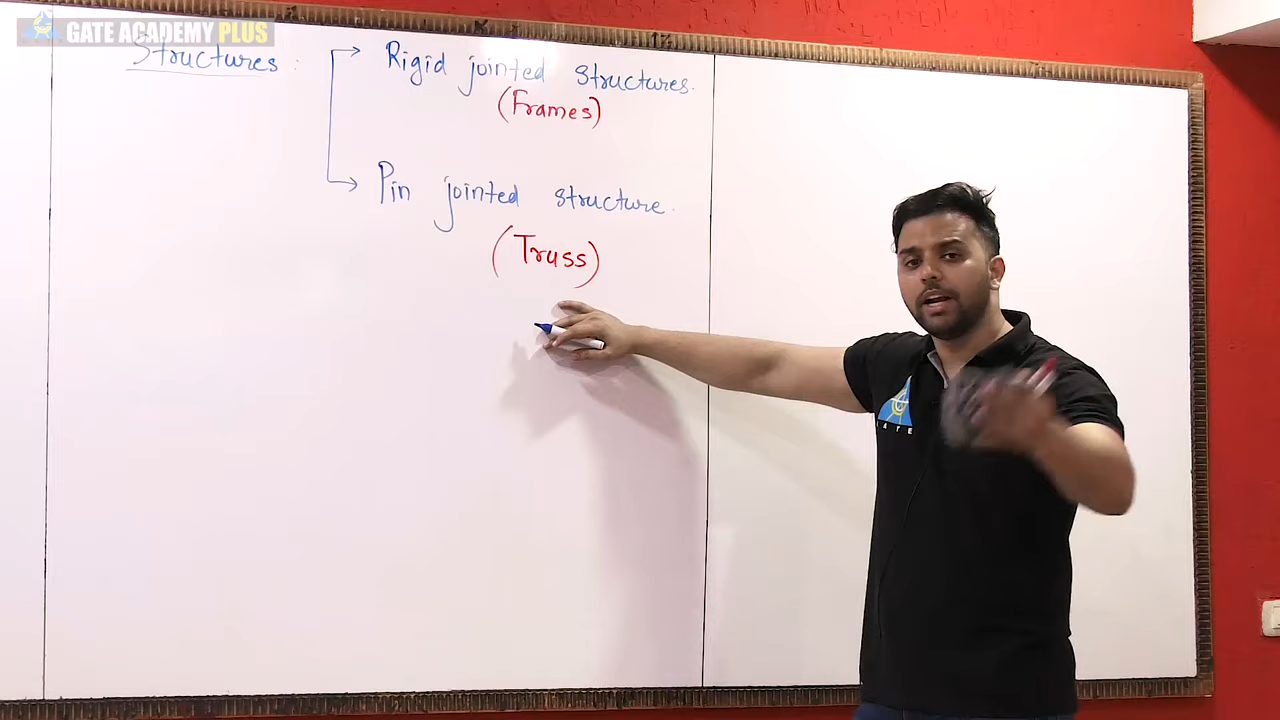 GATE ACADEMY PLUS
Structures :
Rigid jointed structures.
(Frames)
Pin jointed structure.
(Truss)